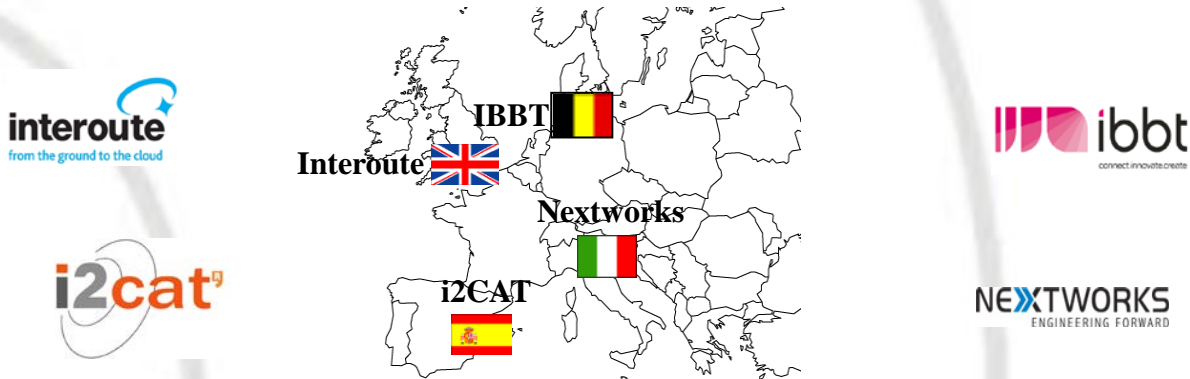 interoute
from the ground to the cloud
i2cat
IBBT
Interoute
Nextworks
i2CAT
ibbt
connect.innovate.create
NEXTWORKS
ENGINEERING FORWARD